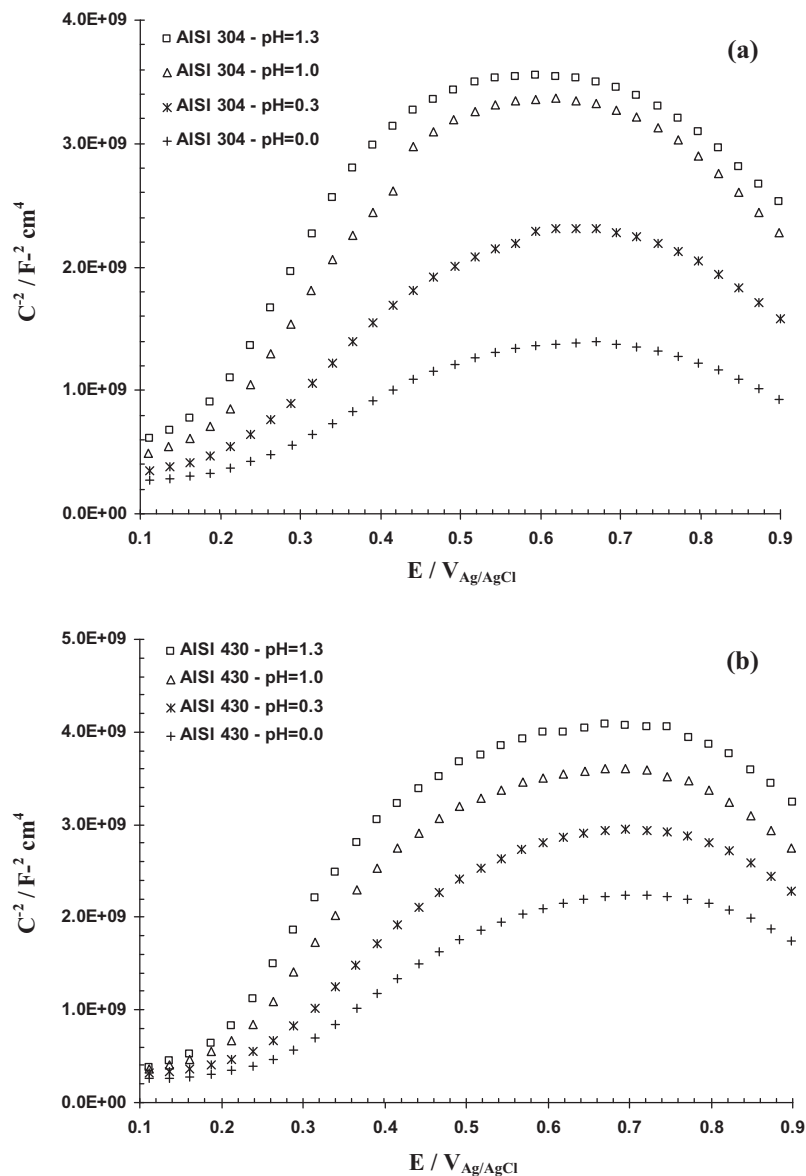 (a)
□ AISI 304 - pH=1.3
△ AISI 304 - pH=1.0
✳ AISI 304 - pH=0.3
+ AISI 304 - pH=0.0
4.0E+09
3.0E+09
2.0E+09
1.0E+09
0.0E+00
C⁻² / F-² cm⁴
0.1 0.2 0.3 0.4 0.5 0.6 0.7 0.8 0.9
E / V Ag/AgCl
(b)
□ AISI 430 - pH=1.3
△ AISI 430 - pH=1.0
✳ AISI 430 - pH=0.3
+ AISI 430 - pH=0.0
5.0E+09
4.0E+09
3.0E+09
2.0E+09
1.0E+09
0.0E+00
C⁻² / F-² cm⁴
0.1 0.2 0.3 0.4 0.5 0.6 0.7 0.8 0.9
E / V Ag/AgCl